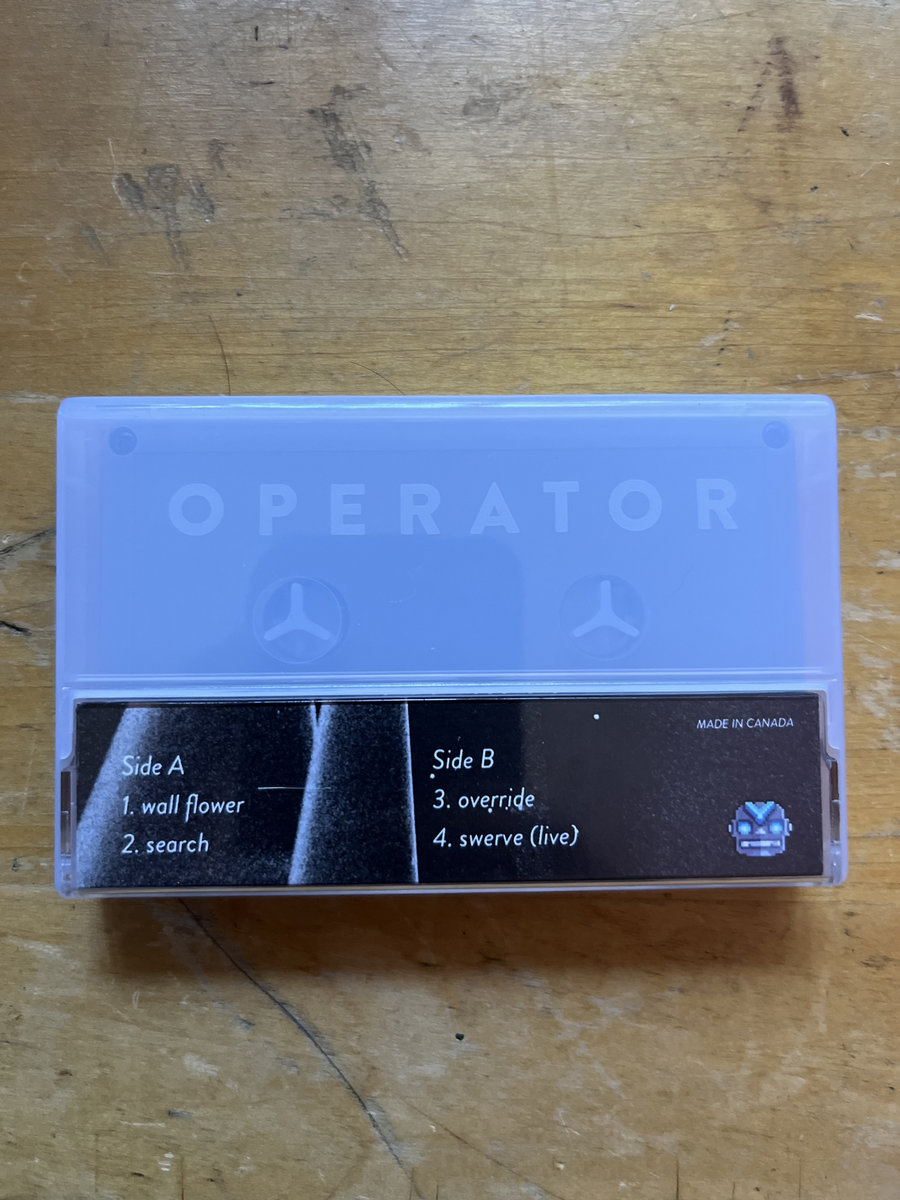 OPERATOR
Side A
1. wall flower
2. search
Side B
3. override
4. swerve (live)
MADE IN CANADA